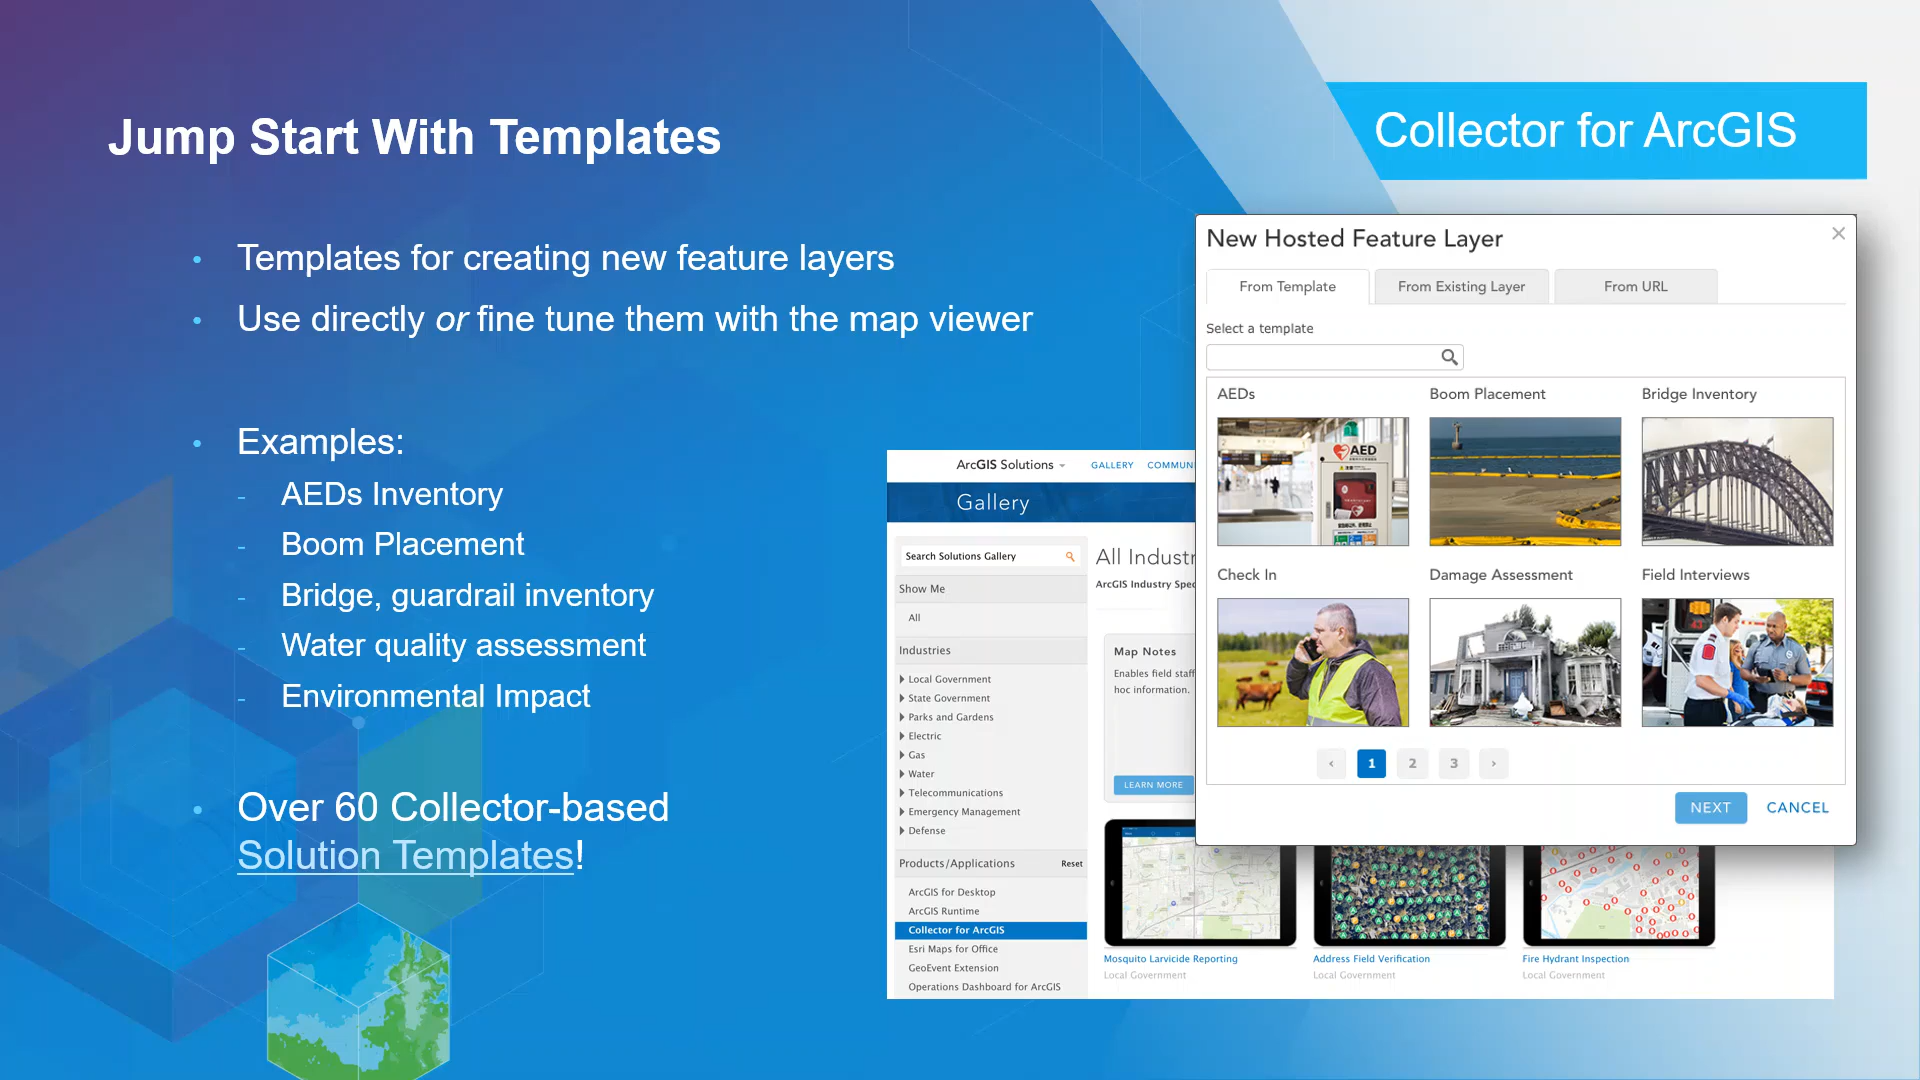 Jump Start With Templates
Collector for ArcGIS
• Templates for creating new feature layers
• Use directly or fine tune them with the map viewer
• Examples:
- AEDs Inventory
- Boom Placement
- Bridge, guardrail inventory
- Water quality assessment
- Environmental Impact
• Over 60 Collector-based
Solution Templates!
ArcGIS Solutions
GALLERY COMMUN
Gallery
Search Solutions Gallery
Show Me
All
Industries
Local Government
State Government
Parks and Gardens
Electric
Gas
Water
Telecommunications
Emergency Management
Defense
Products/Applications Reset
ArcGIS for Desktop
ArcGIS Runtime
Collector for ArcGIS
Esri Maps for Office
GeoEvent Extension
Operations Dashboard for ArcGIS
All Industr
ArcGIS Industry Spec
Map Notes
Enables field staff
hoc information.
LEARN MORE
Mosquito Larvicide Reporting
Local Government
Address Field Verification
Local Government
Fire Hydrant Inspection
Local Government
New Hosted Feature Layer
From Template From Existing Layer From URL
Select a template
AEDs Boom Placement Bridge Inventory
AED
Check In Damage Assessment Field Interviews
‹ 1 2 3 ›
NEXT CANCEL